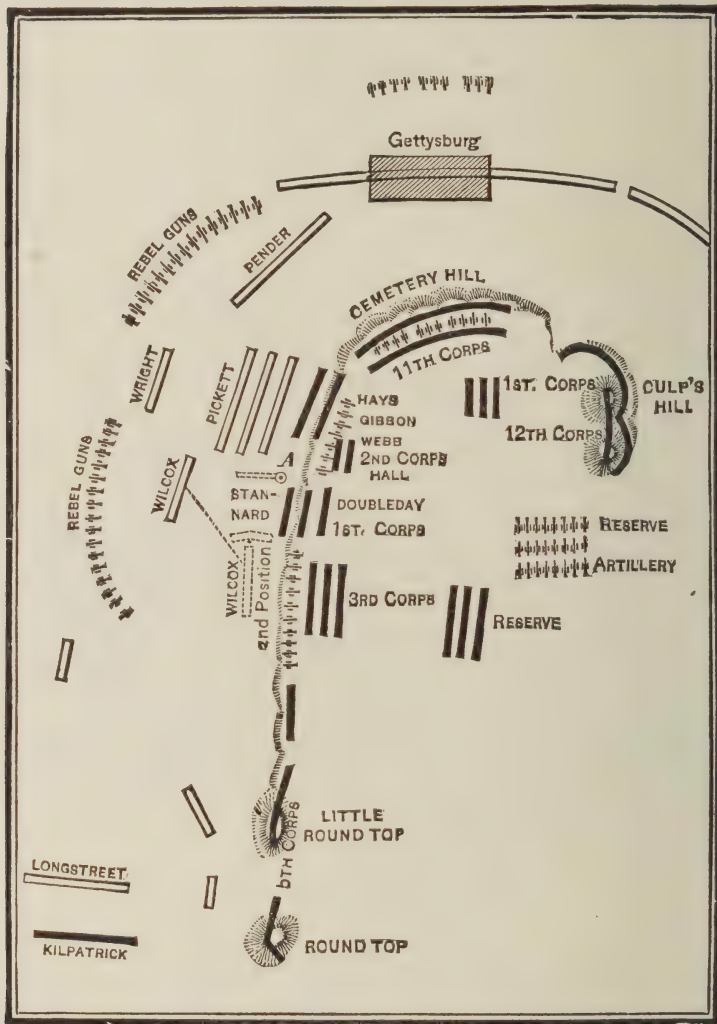 Gettysburg
REBEL GUNS
PENDER
CEMETERY HILL
11TH CORPS
WRIGHT
PICKETT
HAYS
GIBBON
WEBB
2ND CORPS
HALL
1ST. CORPS
12TH CORPS
CULP'S
HILL
REBEL GUNS
WILCOX
A
STAN-
NARD
DOUBLEDAY
1ST. CORPS
RESERVE
ARTILLERY
WILCOX
2nd Position
3RD CORPS
RESERVE
LITTLE
ROUND TOP
5TH CORPS
LONGSTREET
KILPATRICK
ROUND TOP